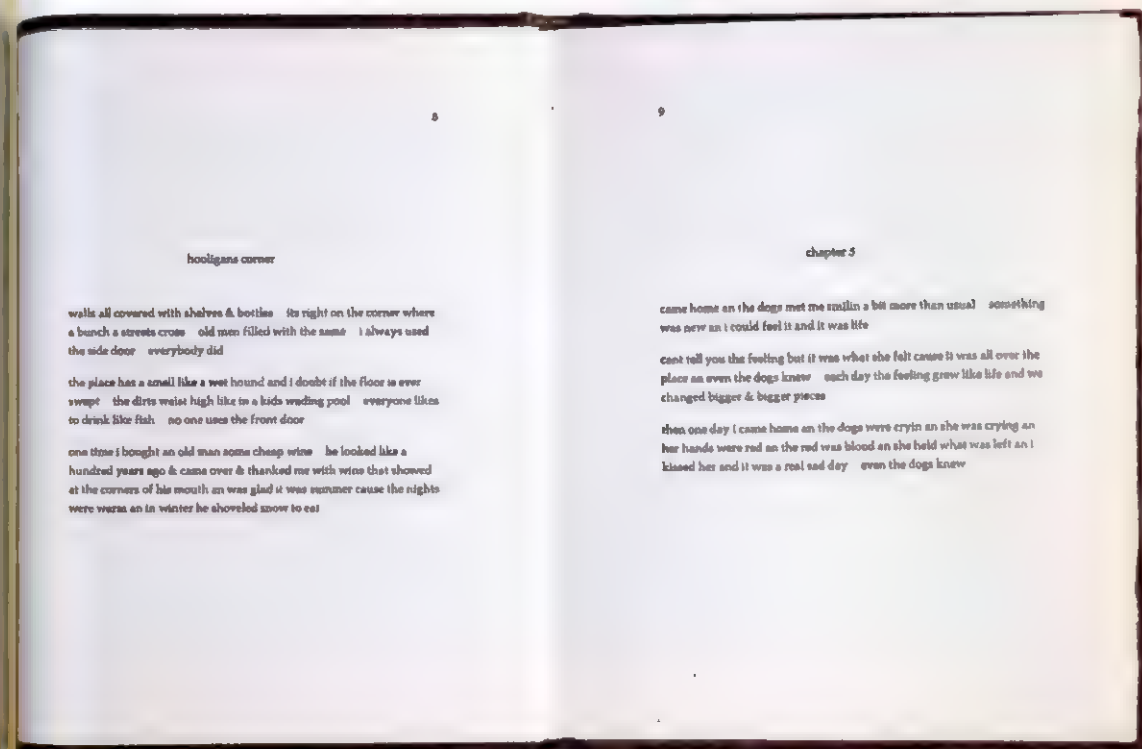 8
hooligans corner
walls all covered with shelves & bottles    its right on the corner where
a bunch a streets cross    old men filled with the same    i always used
the side door    everybody did
the place has a smell like a wet hound and i doubt if the floor is ever
swept    the dirts waist high like in a kids wading pool    everyone likes
to drink like fish    no one uses the front door
one time i bought an old man some cheap wine    he looked like a
hundred years ago & came over & thanked me with wine that showed
at the corners of his mouth an was glad it was summer cause the nights
were warm an in winter he shoveled snow to eat
9
chapter 5
came home an the dogs met me smilin a bit more than usual    something
was new an i could feel it and it was life
cant tell you the feeling but it was what she felt cause it was all over the
place an even the dogs knew    each day the feeling grew like life and we
changed bigger & bigger pieces
then one day i came home an the dogs were cryin an she was crying an
her hands were red an the red was blood an she held what was left an i
kissed her and it was a real sad day    even the dogs knew